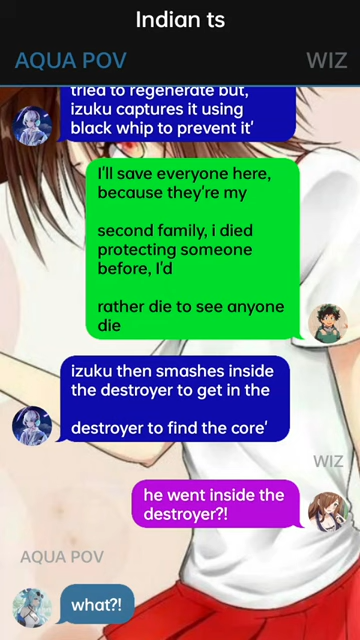 Indian ts
AQUA POV
WIZ
tried to regenerate but,
izuku captures it using
black whip to prevent it'
I'll save everyone here,
because they're my
second family, i died
protecting someone
before, I'd
rather die to see anyone
die
izuku then smashes inside
the destroyer to get in the
destroyer to find the core'
WIZ
he went inside the
destroyer?!
AQUA POV
what?!